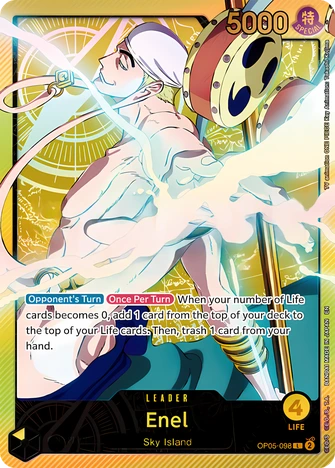 5000
特
SPECIAL
Opponent's Turn Once Per Turn When your number of Life
cards becomes 0, add 1 card from the top of your deck to
the top of your Life cards. Then, trash 1 card from your
hand.
LEADER
Enel
Sky Island
4
LIFE
OP05-098 L 2